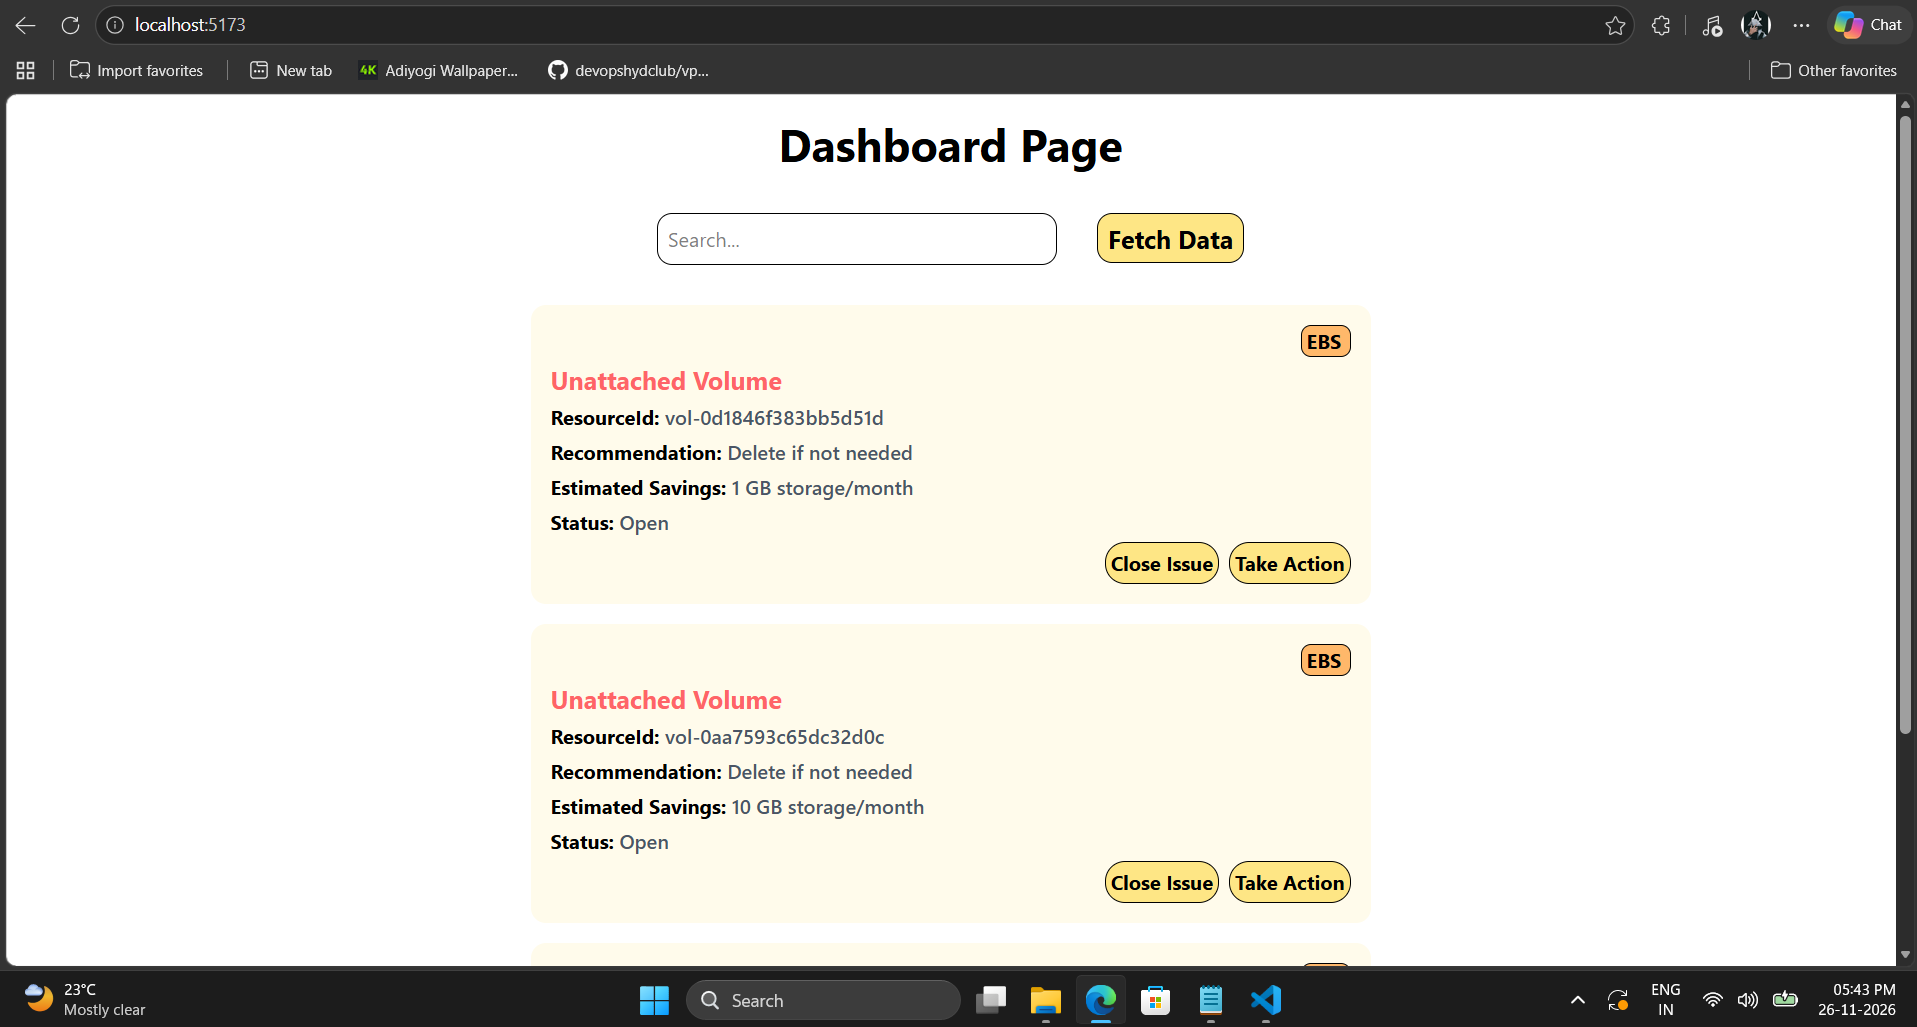 localhost:5173
Chat
Import favorites
New tab
4K Adiyogi Wallpaper...
devopshydclub/vp...
Other favorites
Dashboard Page
Search...
Fetch Data
EBS
Unattached Volume
ResourceId: vol-0d1846f383bb5d51d
Recommendation: Delete if not needed
Estimated Savings: 1 GB storage/month
Status: Open
Close Issue
Take Action
EBS
Unattached Volume
ResourceId: vol-0aa7593c65dc32d0c
Recommendation: Delete if not needed
Estimated Savings: 10 GB storage/month
Status: Open
Close Issue
Take Action
23°C
Mostly clear
Search
ENG
IN
05:43 PM
26-11-2026